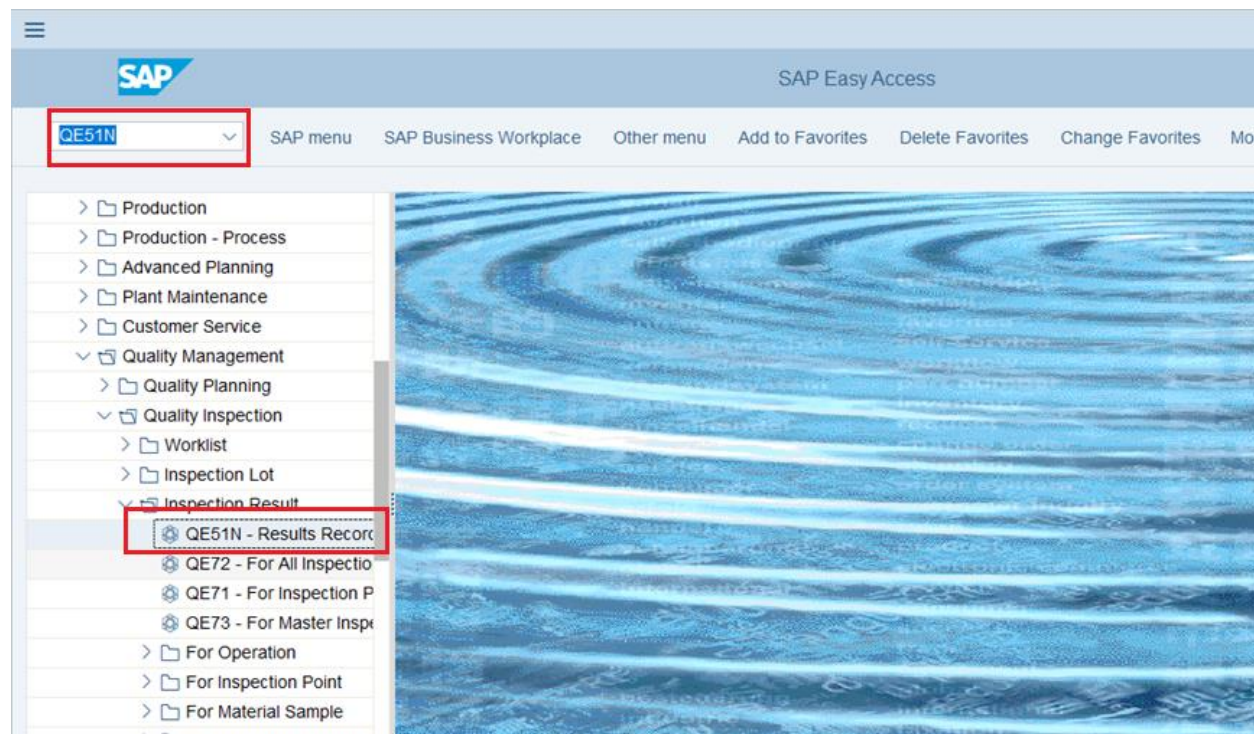 SAP
SAP Easy Access
QE51N SAP menu SAP Business Workplace Other menu Add to Favorites Delete Favorites Change Favorites Mo
Production
Production - Process
Advanced Planning
Plant Maintenance
Customer Service
Quality Management
Quality Planning
Quality Inspection
Worklist
Inspection Lot
Inspection Result
QE51N - Results Record
QE72 - For All Inspectio
QE71 - For Inspection P
QE73 - For Master Inspe
For Operation
For Inspection Point
For Material Sample